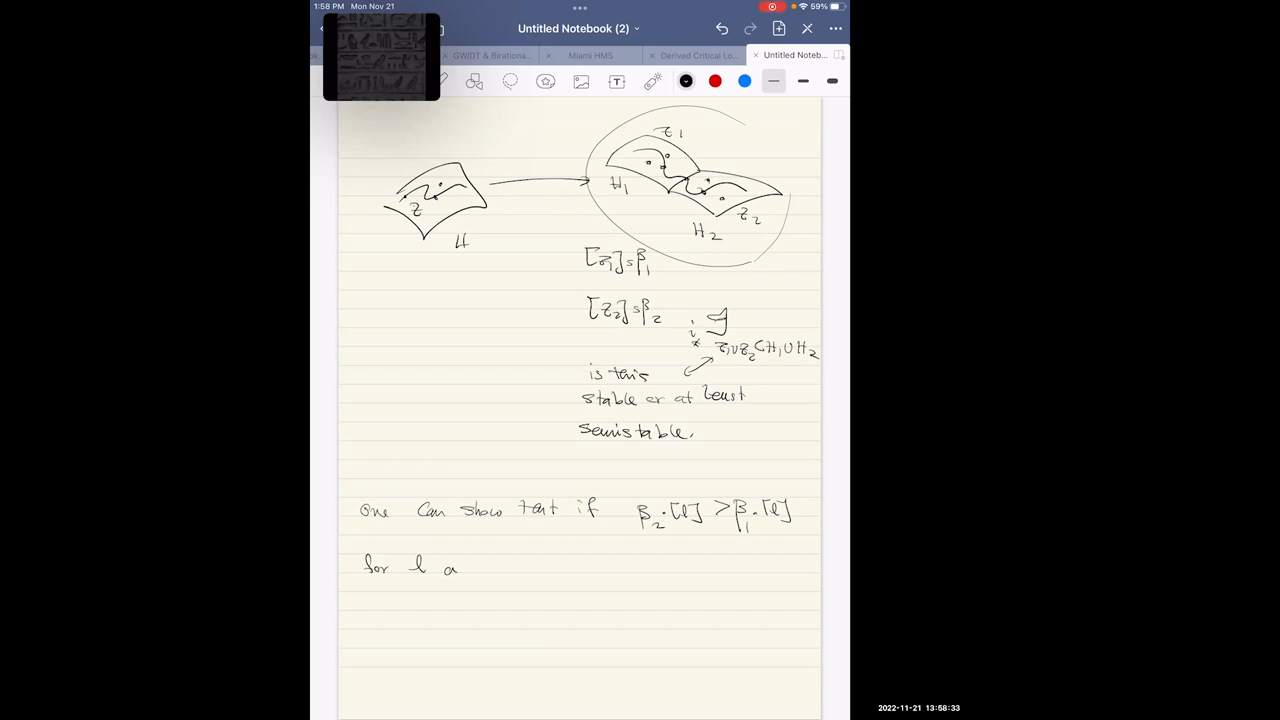 1:58 PM Mon Nov 21
59%
Untitled Notebook (2)
GW/DT & Birationa...
Miami HMS
Derived Critical Lo...
Untitled Noteb...
Z1
H1
Z
Z2
H
H2
[Z1]=β1
[Z2]=β2
i*
Z1∪Z2⊂H1∪H2
is this
stable or at least
semistable.
one can show that if β2·[l] > β1·[l]
for l a
2022-11-21 13:58:33